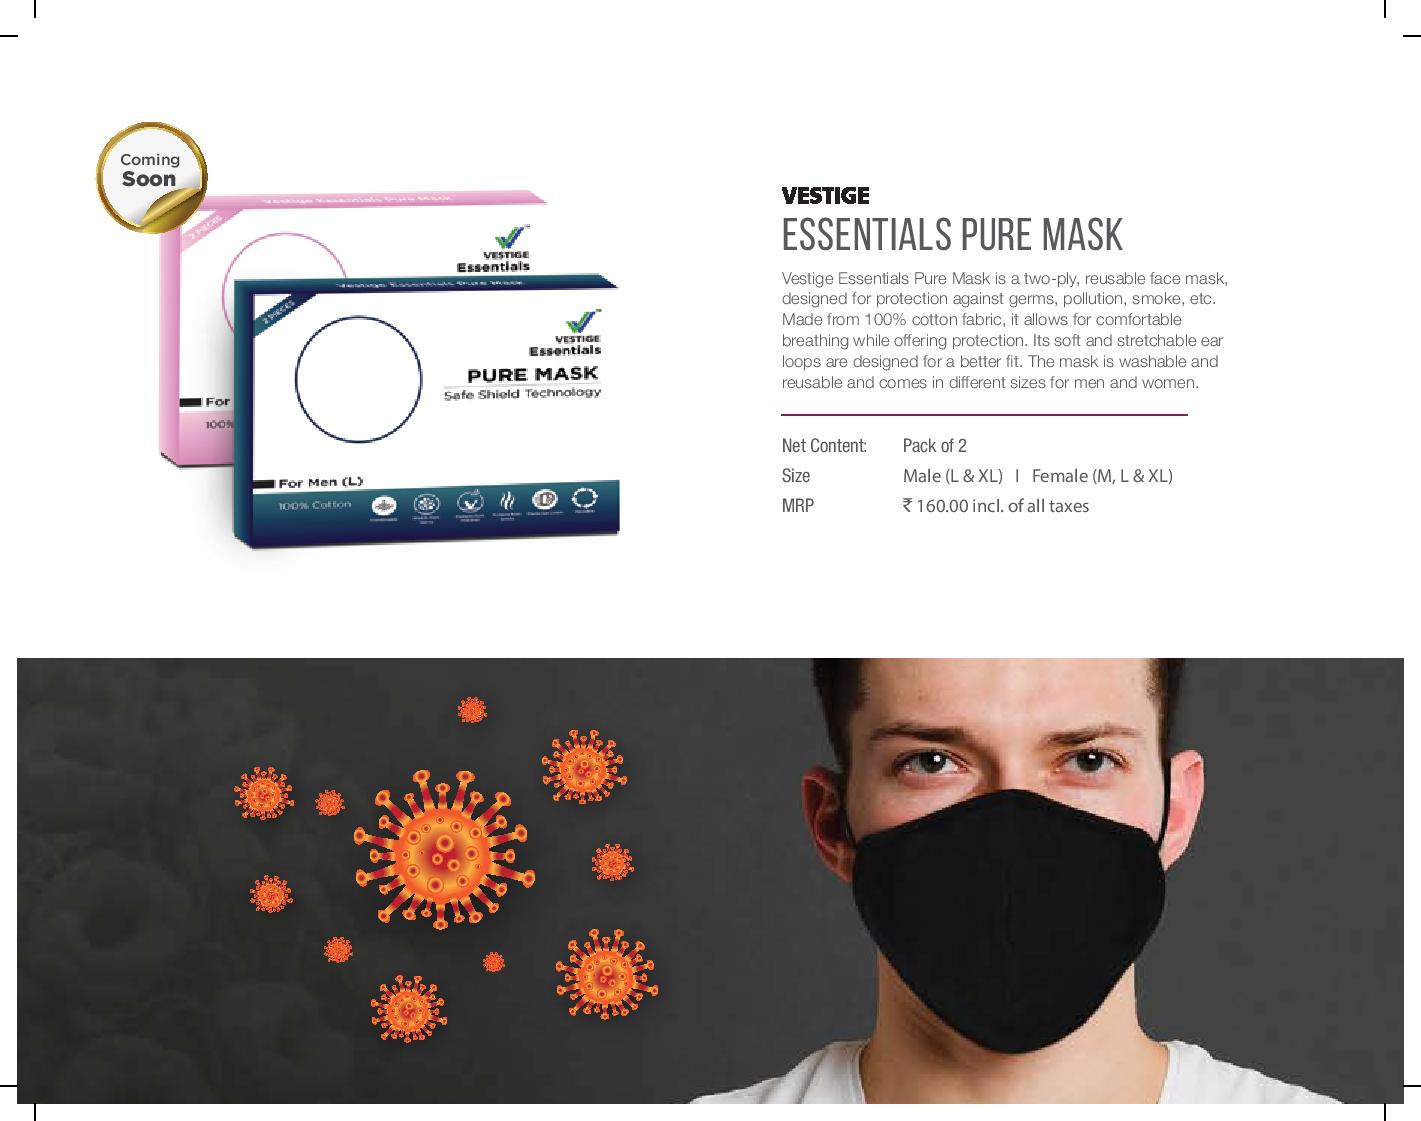 Coming
Soon
Vestige Essentials Pure Mask
2 PIECES
VESTIGE
Essentials
For
100%
Vestige Essentials Pure Mask
2 PIECES
VESTIGE
Essentials
PURE MASK
Safe Shield Technology
For Men (L)
100% Cotton
VESTIGE
ESSENTIALS PURE MASK
Vestige Essentials Pure Mask is a two-ply, reusable face mask,
designed for protection against germs, pollution, smoke, etc.
Made from 100% cotton fabric, it allows for comfortable
breathing while offering protection. Its soft and stretchable ear
loops are designed for a better fit. The mask is washable and
reusable and comes in different sizes for men and women.
Net Content: Pack of 2
Size Male (L & XL) I Female (M, L & XL)
MRP ₹ 160.00 incl. of all taxes